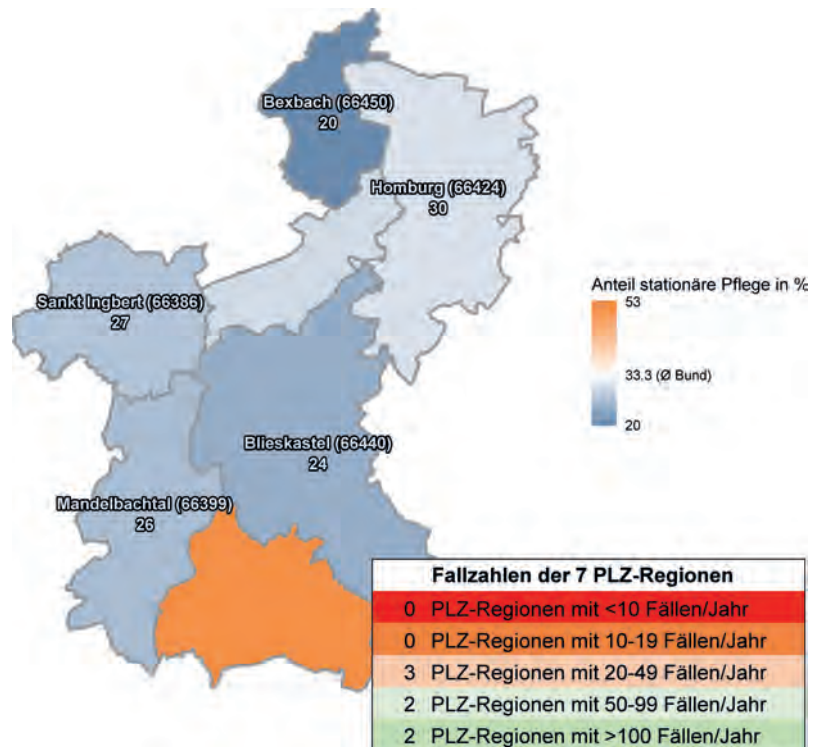 Bexbach (66450)
20
Homburg (66424)
30
Sankt Ingbert (66386)
27
Anteil stationäre Pflege in %
53
33.3 (Ø Bund)
20
Blieskastel (66440)
24
Mandelbachtal (66399)
26
Fallzahlen der 7 PLZ-Regionen
0 PLZ-Regionen mit <10 Fällen/Jahr
0 PLZ-Regionen mit 10-19 Fällen/Jahr
3 PLZ-Regionen mit 20-49 Fällen/Jahr
2 PLZ-Regionen mit 50-99 Fällen/Jahr
2 PLZ-Regionen mit >100 Fällen/Jahr